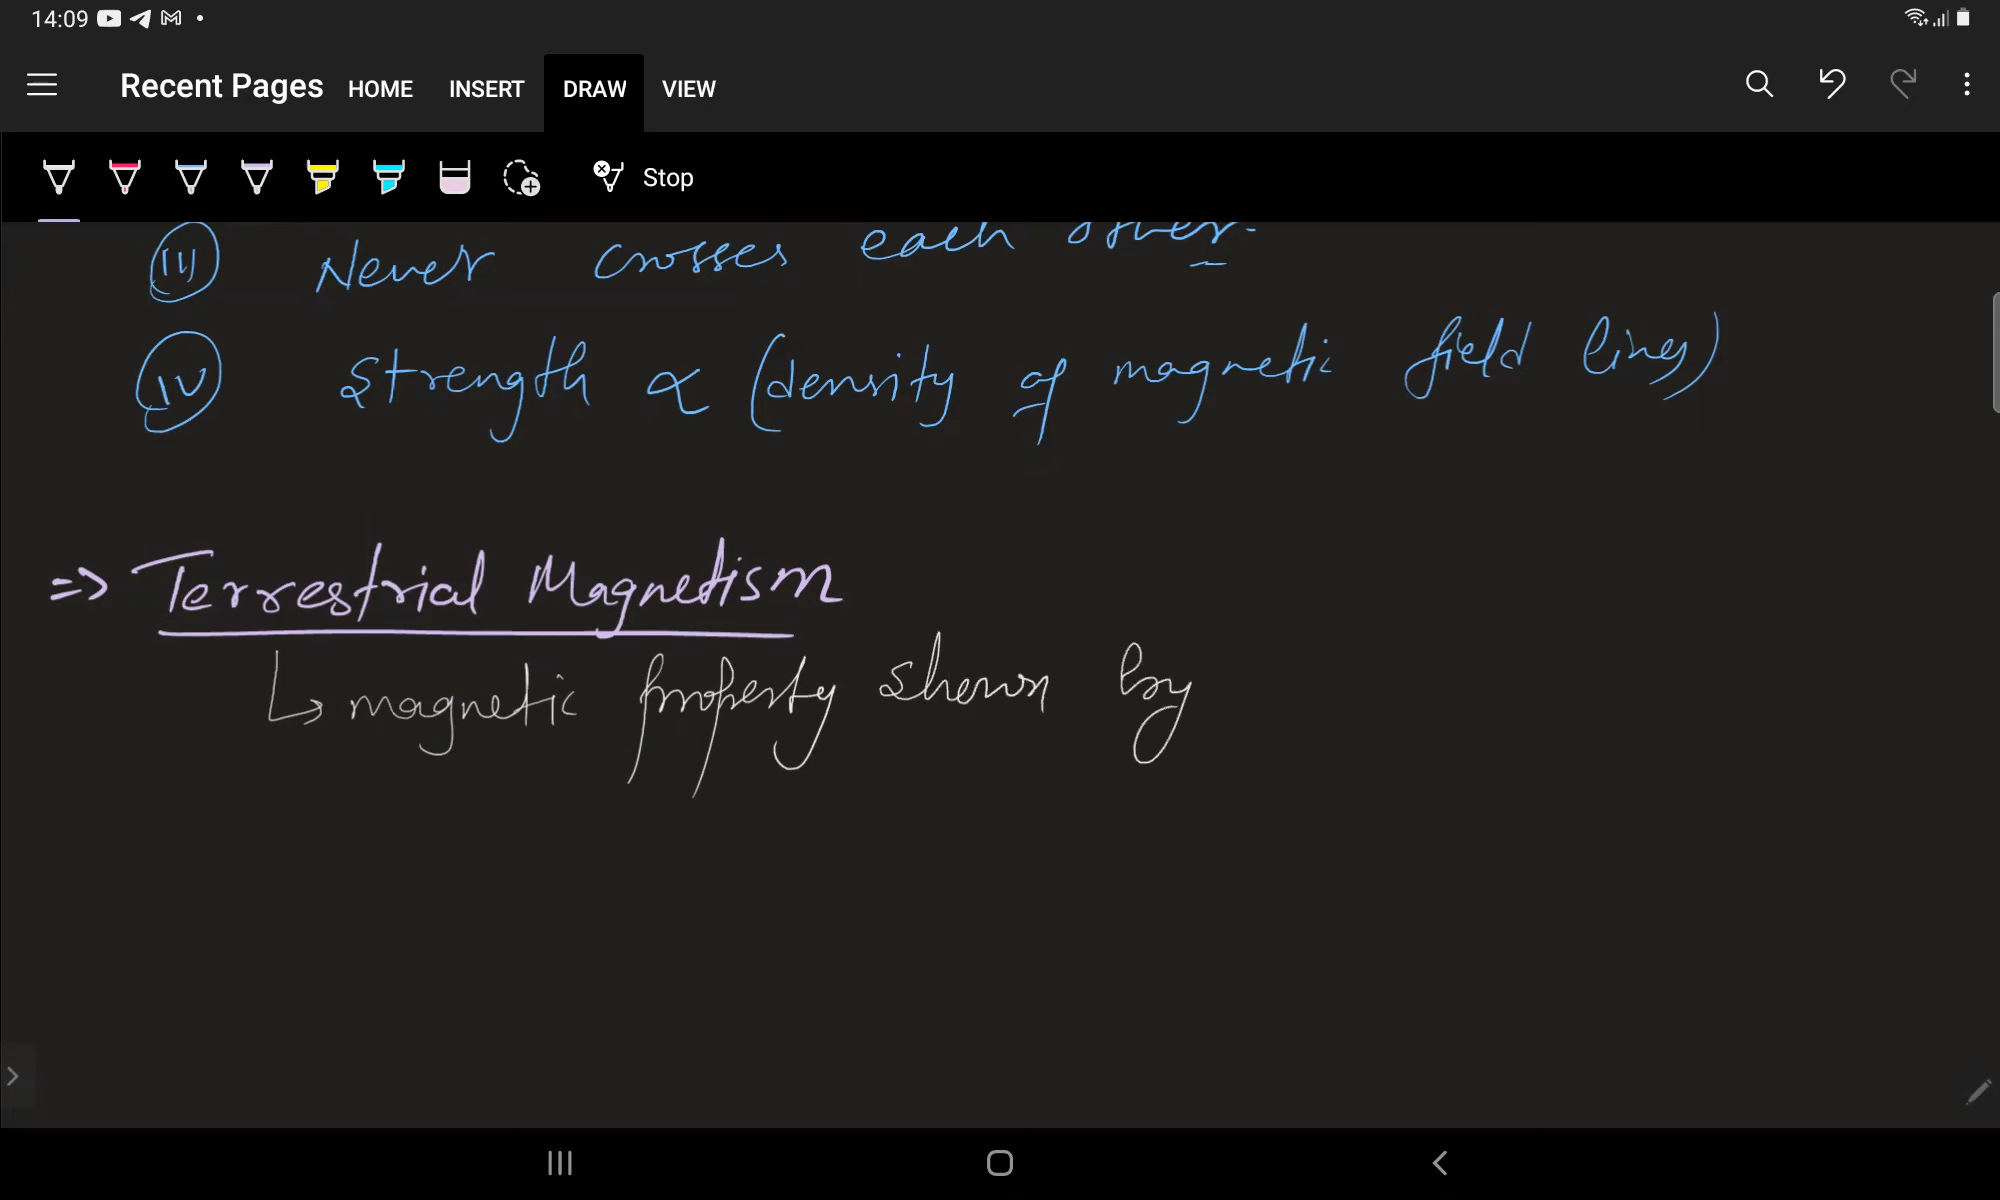 14:09
Recent Pages HOME INSERT DRAW VIEW
Stop
(III) Never crosses each other.
(IV) Strength ∝ (density of magnetic field lines)
=> Terrestrial Magnetism
↳ magnetic property shown by